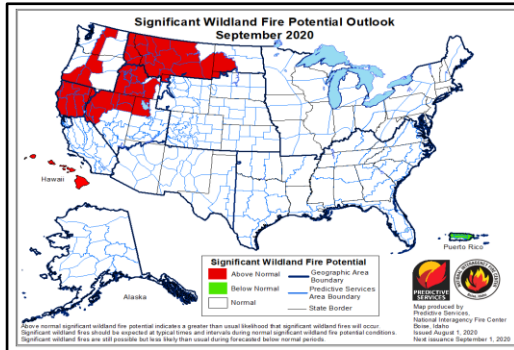 Significant Wildland Fire Potential Outlook
September 2020
Hawaii
Alaska
Puerto Rico
Significant Wildland Fire Potential
Above Normal
Below Normal
Normal
Geographic Area
Boundary
Predictive Services
Area Boundary
State Border
PREDICTIVE
SERVICES
Map produced by
Predictive Services,
National Interagency Fire Center
Boise, Idaho
Issued August 1, 2020
Next issuance September 1, 2020
Above normal significant wildland fire potential indicates a greater than usual likelihood that significant wildland fires will occur.
Significant wildland fires should be expected at typical times and intervals during normal significant wildland fire potential conditions.
Significant wildland fires are still possible but less likely than usual during forecasted below normal periods.